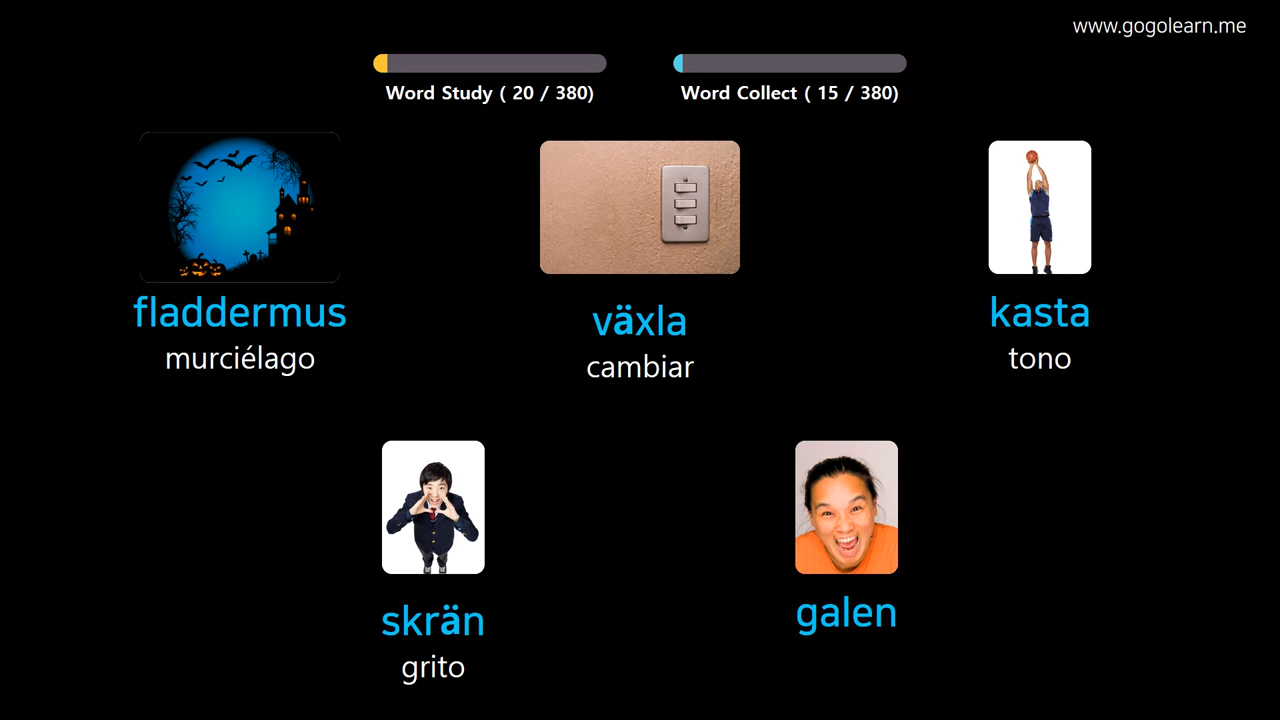 www.gogolearn.me
Word Study ( 20 / 380)
Word Collect ( 15 / 380)
fladdermus
murciélago
växla
cambiar
kasta
tono
skrän
grito
galen